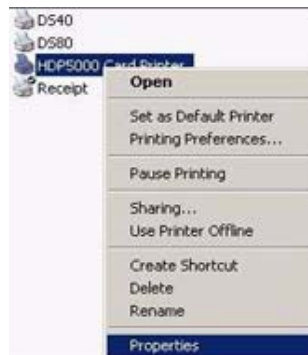 DS40
DS80
HDP5000 Card Printer
Receipt
Open
Set as Default Printer
Printing Preferences...
Pause Printing
Sharing...
Use Printer Offline
Create Shortcut
Delete
Rename
Properties